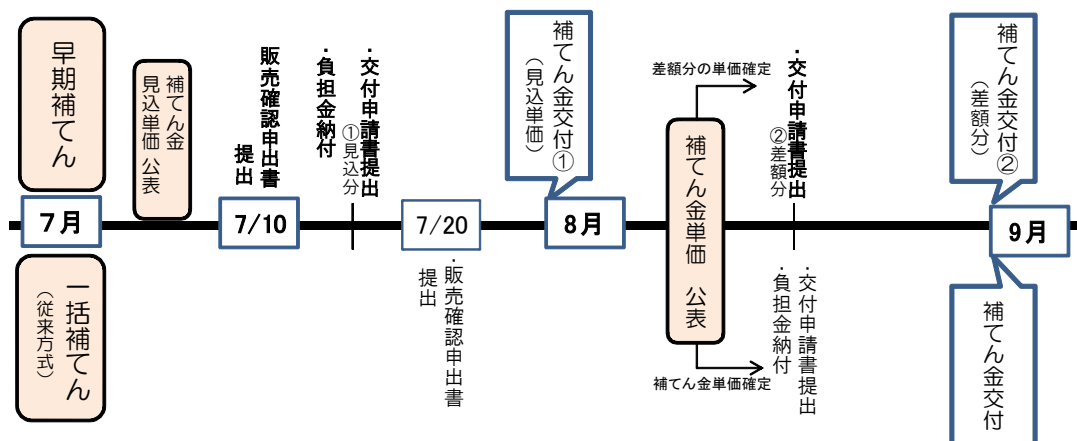 早期補てん
補てん金
見込単価 公表
販売確認申出書
提出
・交付申請書提出
①見込分
・負担金納付
補てん金交付①
（見込単価）
差額分の単価確定
・交付申請書提出
②差額分
補てん金交付②
（差額分）
7月
7/10
7/20
8月
補てん金単価 公表
9月
一括補てん
（従来方式）
・販売確認申出書
提出
補てん金単価確定
・交付申請書提出
・負担金納付
補てん金交付